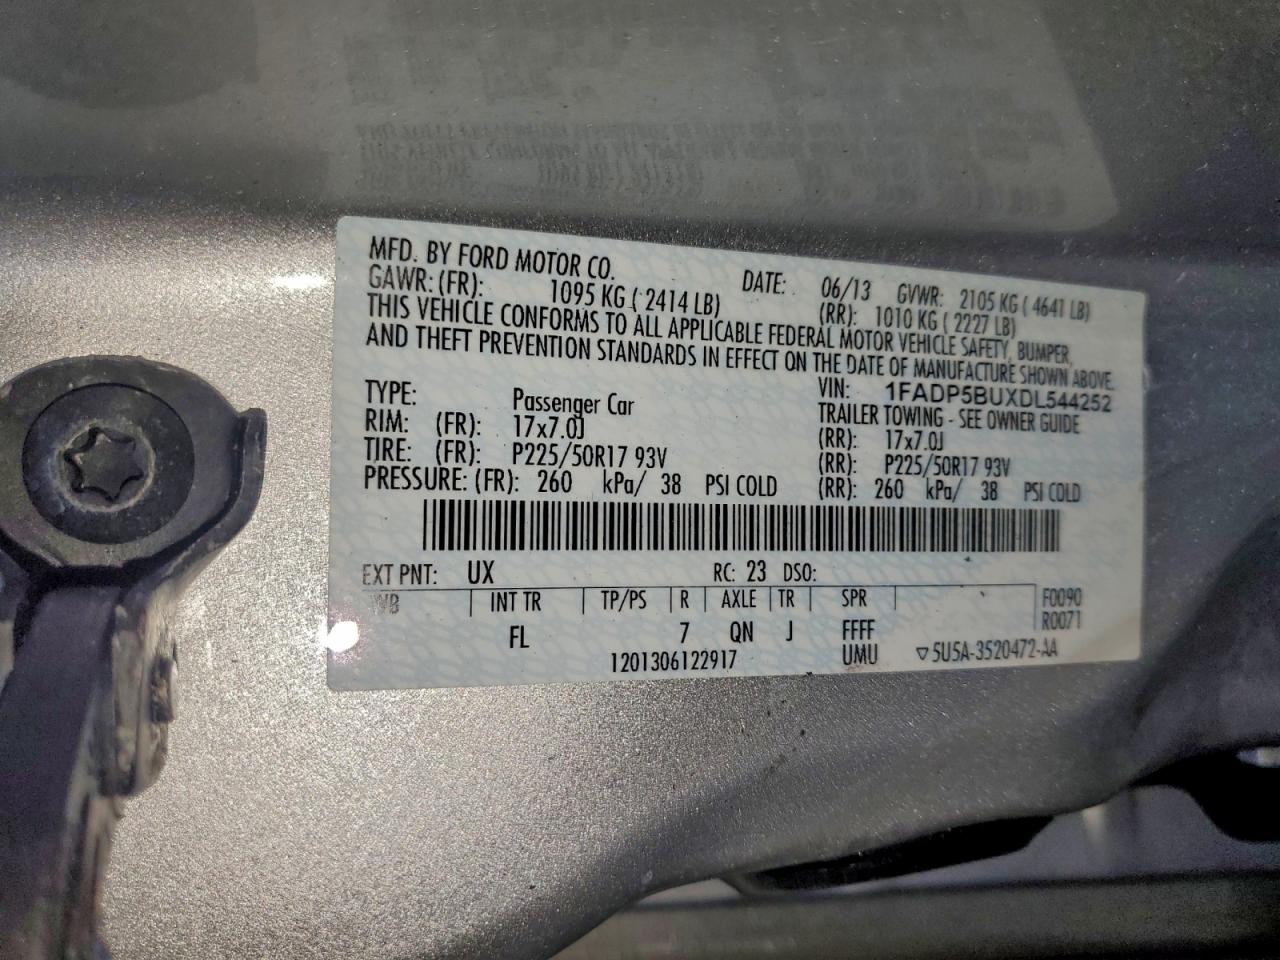 MFD. BY FORD MOTOR CO. DATE: 06/13 GVWR: 2105 KG ( 4641 LB)
GAWR: (FR): 1095 KG ( 2414 LB) (RR): 1010 KG ( 2227 LB)
THIS VEHICLE CONFORMS TO ALL APPLICABLE FEDERAL MOTOR VEHICLE SAFETY, BUMPER,
AND THEFT PREVENTION STANDARDS IN EFFECT ON THE DATE OF MANUFACTURE SHOWN ABOVE.
VIN: 1FADP5BUXDL544252
TYPE: Passenger Car TRAILER TOWING - SEE OWNER GUIDE
RIM: (FR): 17x7.0J (RR): 17x7.0J
TIRE: (FR): P225/50R17 93V (RR): P225/50R17 93V
PRESSURE: (FR): 260 kPa/ 38 PSI COLD (RR): 260 kPa/ 38 PSI COLD
EXT PNT: UX RC: 23 DSO:
WB | INT TR | TP/PS | R | AXLE | TR | SPR | F0090
R0071
FL 7 QN J FFFF
1201306122917 UMU ▽5U5A-3520472-AA